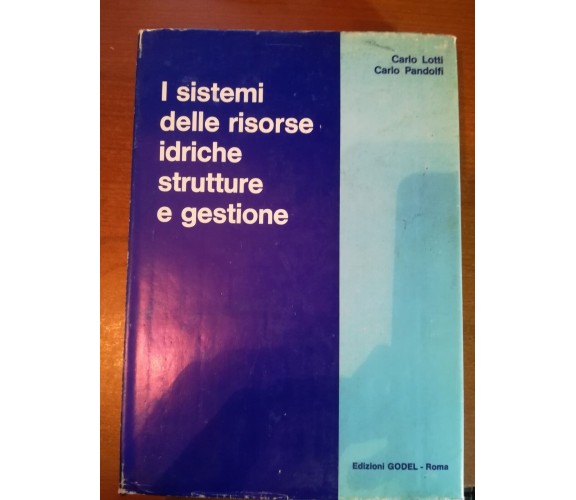 Carlo Lotti
Carlo Pandolfi
I sistemi
delle risorse
idriche
strutture
e gestione
Edizioni GODEL - Roma